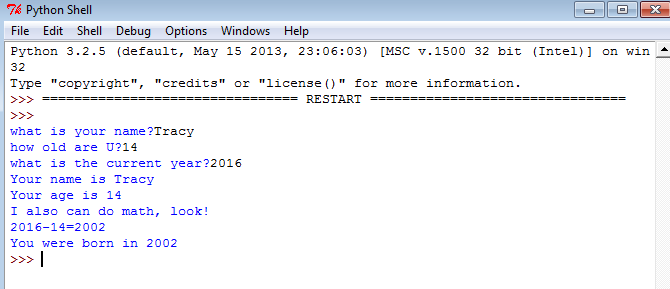 Python Shell
File Edit Shell Debug Options Windows Help
Python 3.2.5 (default, May 15 2013, 23:06:03) [MSC v.1500 32 bit (Intel)] on win
32
Type "copyright", "credits" or "license()" for more information.
>>> ================================ RESTART ================================
>>>
what is your name?Tracy
how old are U?14
what is the current year?2016
Your name is Tracy
Your age is 14
I also can do math, look!
2016-14=2002
You were born in 2002
>>>